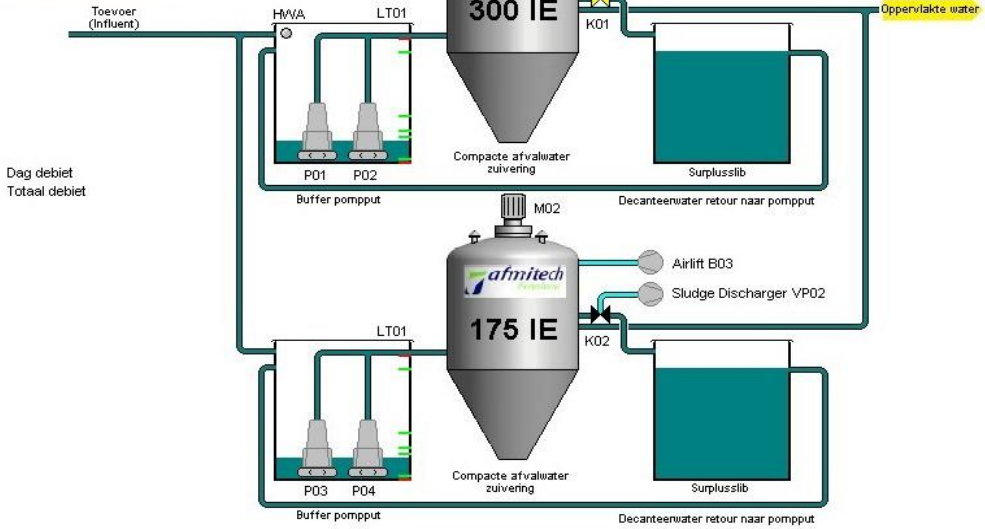 Toevoer
(Influent)
HWA
LT01
300 IE
K01
Oppervlakte water
P01
P02
Compacte afvalwater
zuivering
Surplusslib
Dag debiet
Totaal debiet
Buffer pompput
Decanteerwater retour naar pompput
M02
afmitech
Airlift B03
Sludge Discharger VP02
175 IE
LT01
K02
P03
P04
Compacte afvalwater
zuivering
Surplusslib
Buffer pompput
Decanteerwater retour naar pompput